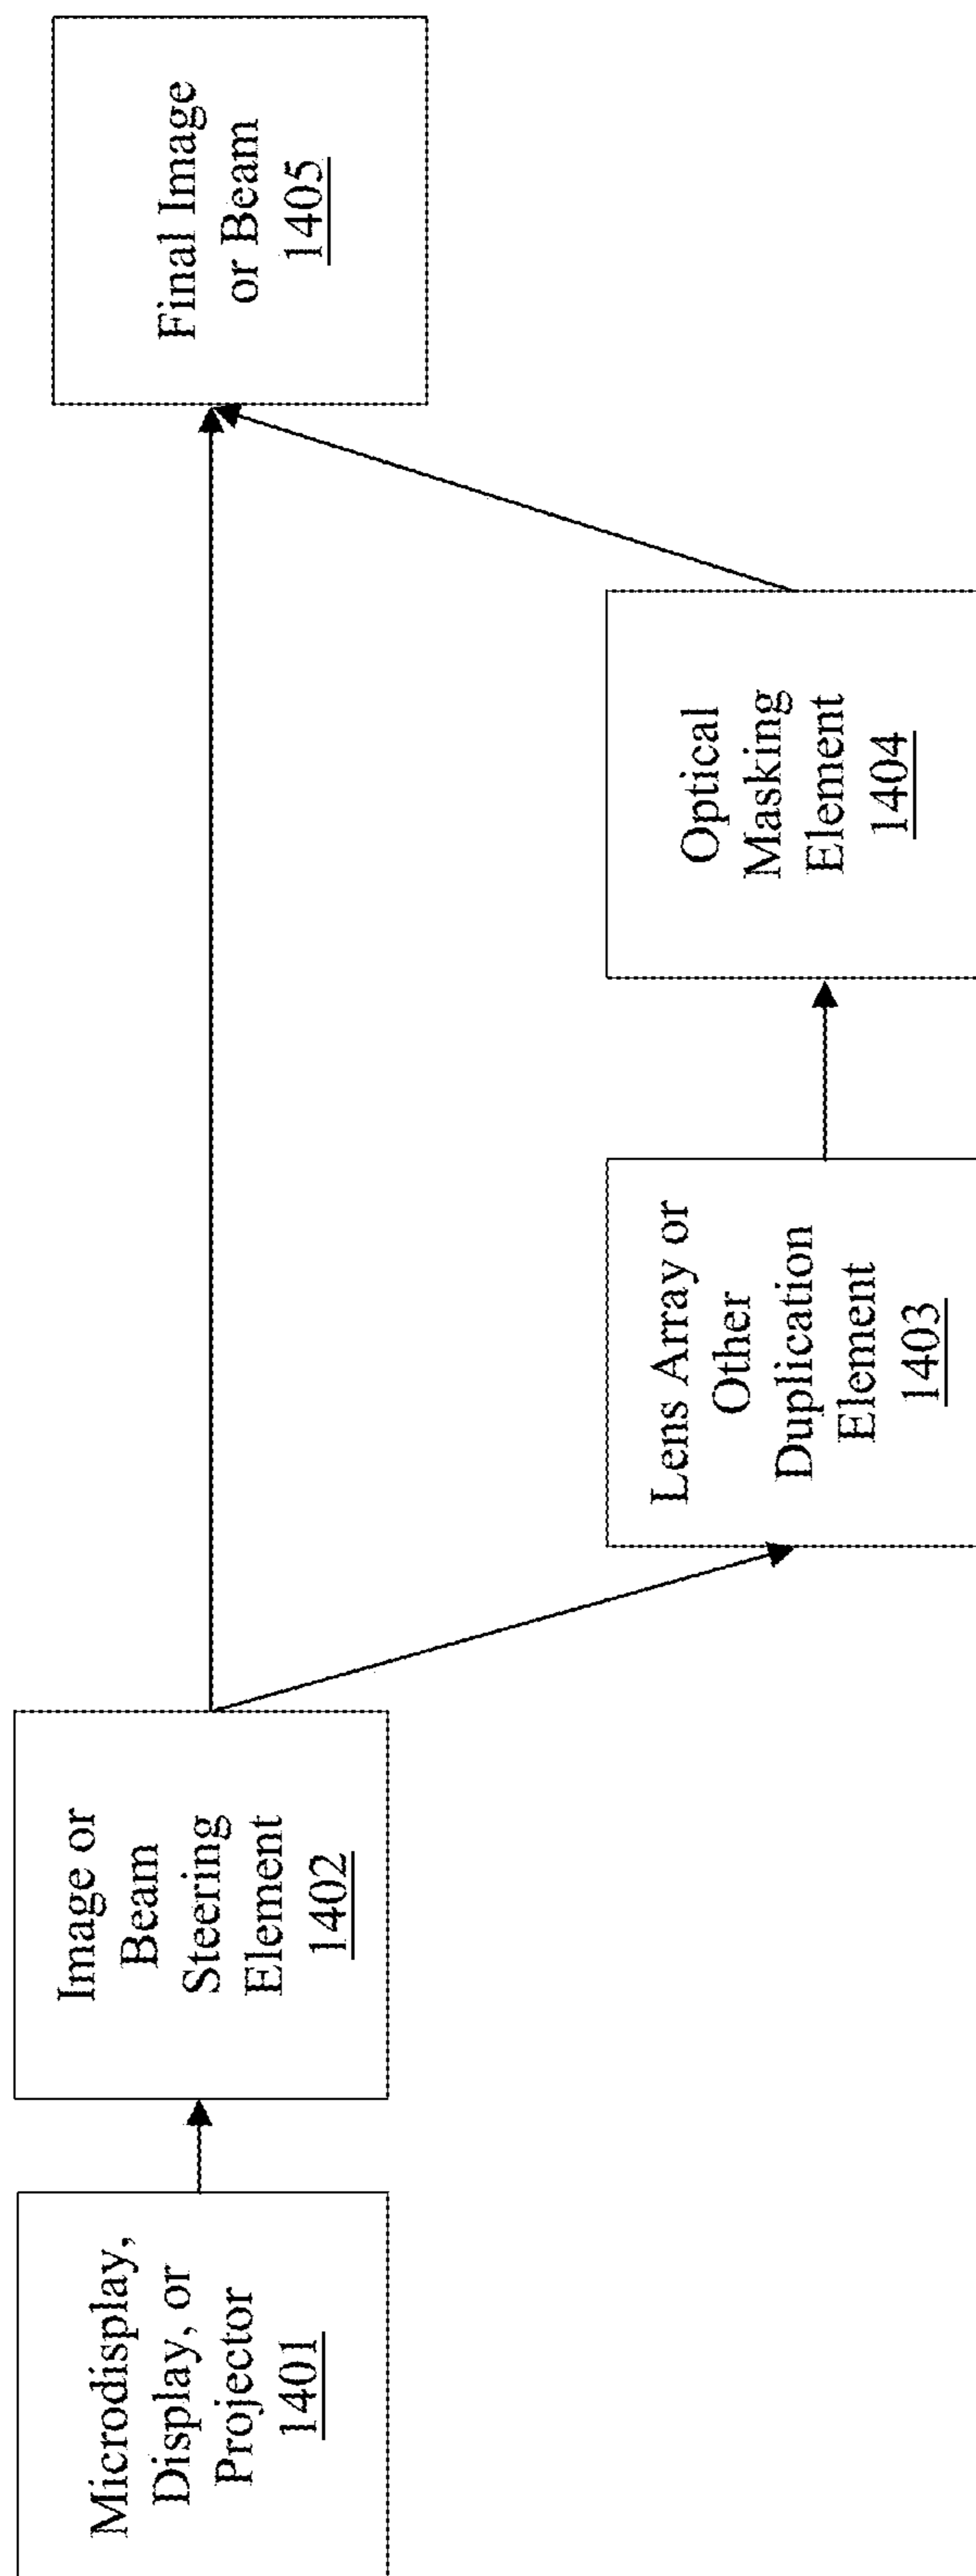 Microdisplay,
Display, or
Projector
1401
Image or
Beam
Steering
Element
1402
Lens Array or
Other
Duplication
Element
1403
Optical
Masking
Element
1404
Final Image
or Beam
1405